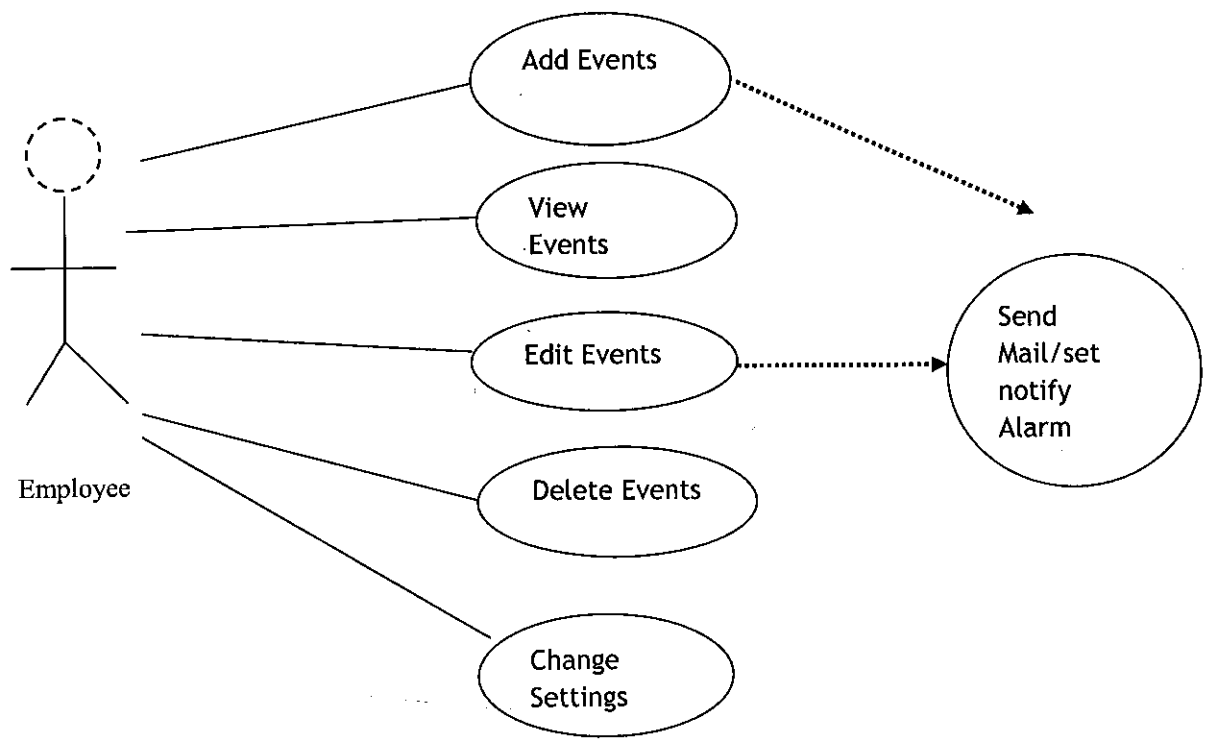 Add Events
View
Events
Edit Events
Send
Mail/set
notify
Alarm
Delete Events
Employee
Change
Settings